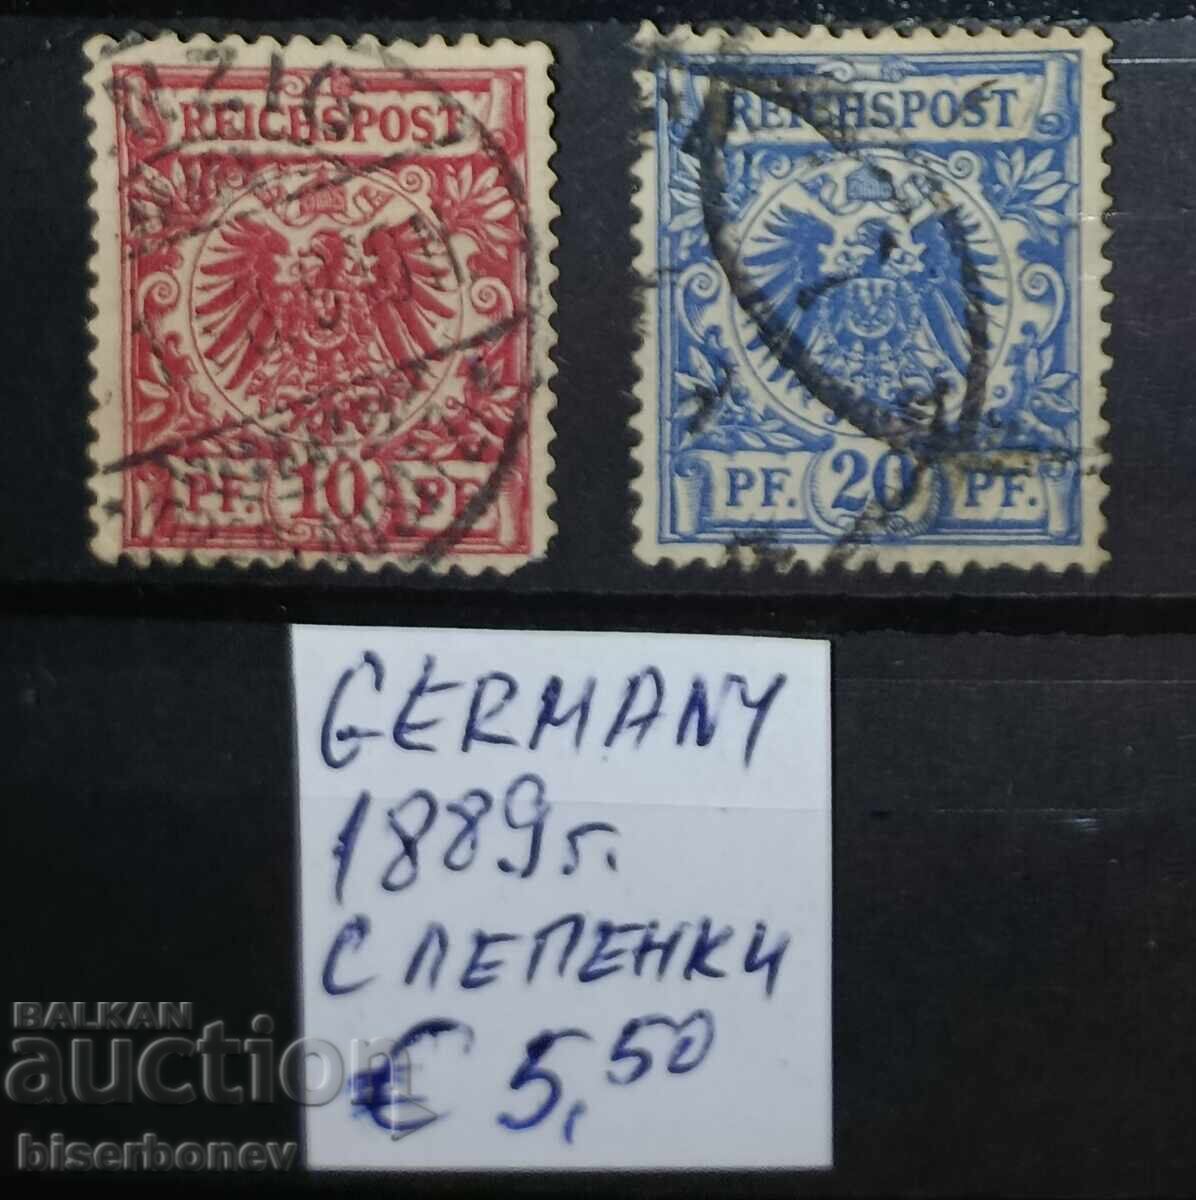 REICHSPOST
PF. 10 PF.
REICHSPOST
PF. 20 PF.
GERMANY
1889г.
СЛЕПЕНКИ
€ 5,50
BALKAN
auction
biserbonev